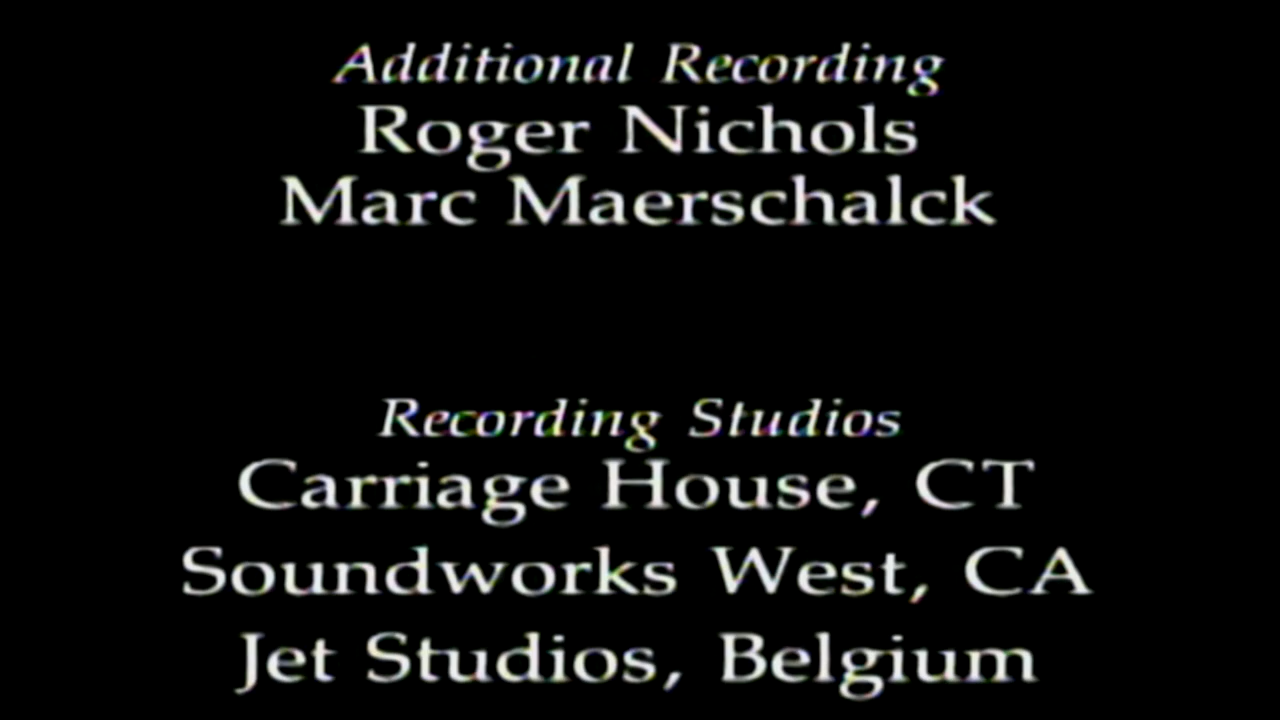 Additional Recording
Roger Nichols
Marc Maerschalck
Recording Studios
Carriage House, CT
Soundworks West, CA
Jet Studios, Belgium